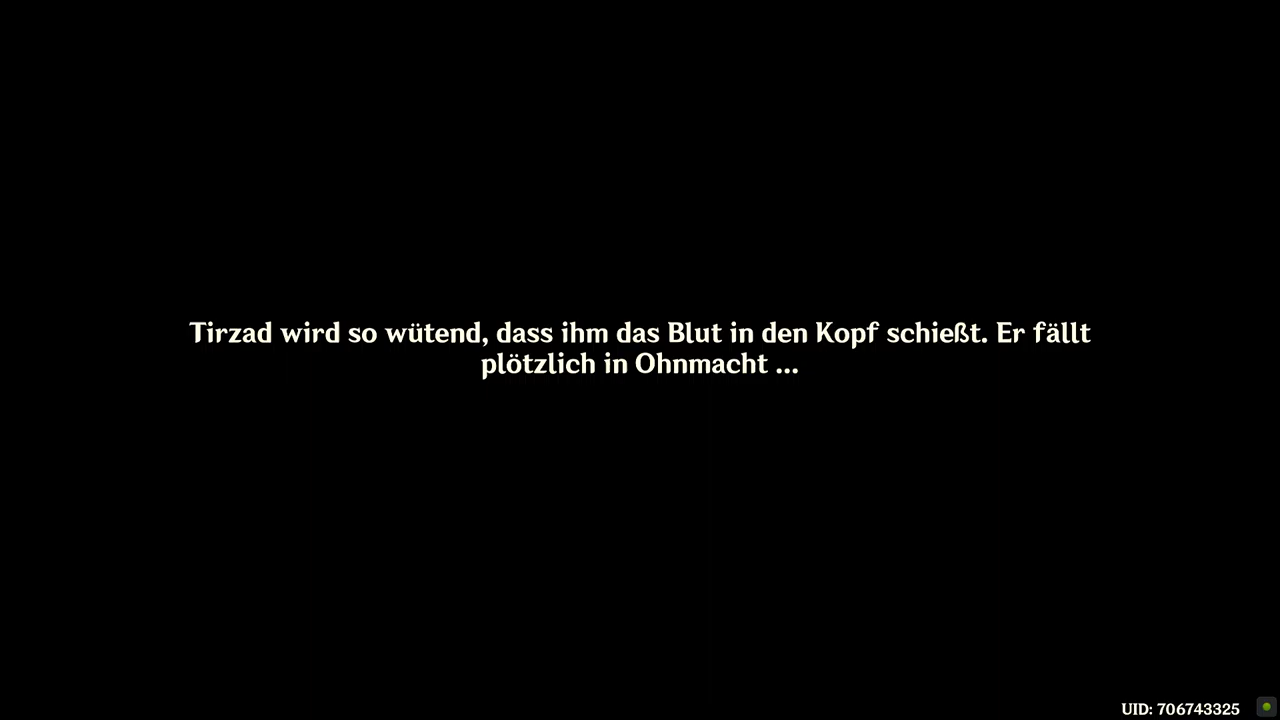 Tirzad wird so wütend, dass ihm das Blut in den Kopf schießt. Er fällt
plötzlich in Ohnmacht ...
UID: 706743325